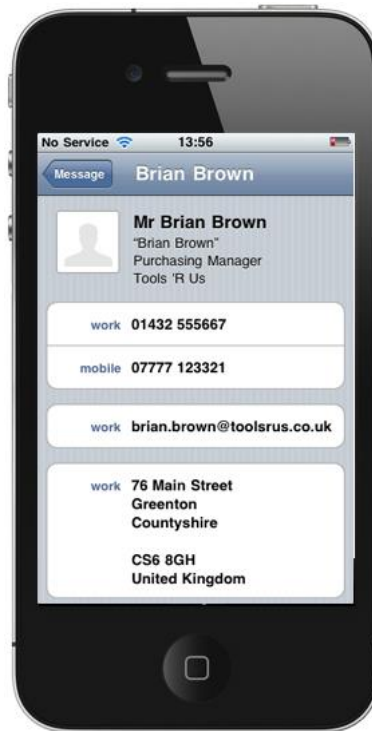 No Service 13:56
Message Brian Brown
Mr Brian Brown
"Brian Brown"
Purchasing Manager
Tools 'R Us
work 01432 555667
mobile 07777 123321
work brian.brown@toolsrus.co.uk
work 76 Main Street
Greenton
Countyshire
CS6 8GH
United Kingdom